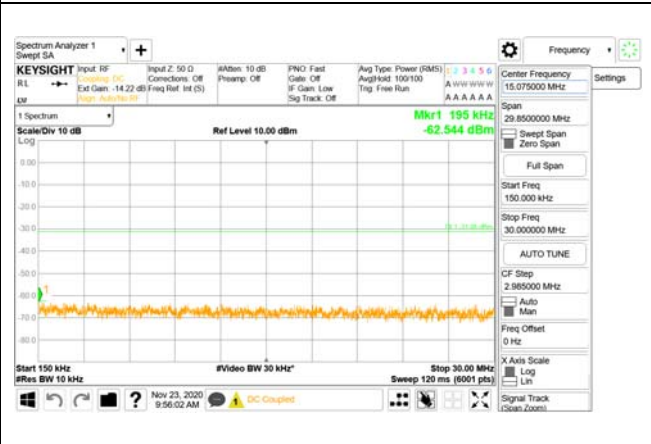 Spectrum Analyzer 1
Swept SA
Frequency
KEYSIGHT
Input: RF
Coupling: DC
Ext Gain: -14.22 dB
Align: Auto/No RF
Input Z: 50 Ω
Corrections: Off
Freq Ref: Int (S)
#Atten: 10 dB
Preamp: Off
PNO: Fast
Gate: Off
IF Gain: Low
Sig Track: Off
Avg Type: Power (RMS)
Avg|Hold: 100/100
Trig: Free Run
1 2 3 4 5 6
A W W W W W
A A A A A A
RL
LW
1 Spectrum
Scale/Div 10 dB
Ref Level 10.00 dBm
Mkr1 195 kHz
-62.544 dBm
Log
0.00
-10.0
-20.0
-30.0
-40.0
-50.0
-60.0
-70.0
-80.0
1
Start 150 kHz
#Res BW 10 kHz
#Video BW 30 kHz*
Stop 30.00 MHz
Sweep 120 ms (6001 pts)
Nov 23, 2020
9:56:02 AM
?
1
DC Coupled
Center Frequency
15.075000 MHz
Settings
Span
29.8500000 MHz
Swept Span
Zero Span
Full Span
Start Freq
150.000 kHz
Stop Freq
30.000000 MHz
AUTO TUNE
CF Step
2.985000 MHz
Auto
Man
Freq Offset
0 Hz
X Axis Scale
Log
Lin
Signal Track
(Span Zoom)